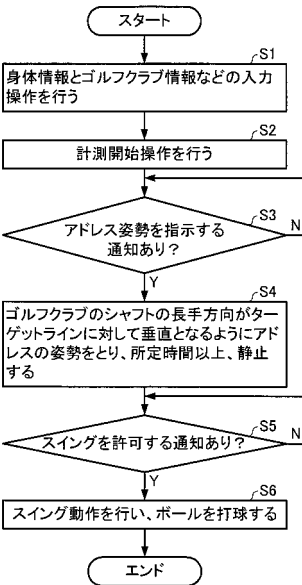 スタート
S1
身体情報とゴルフクラブ情報などの入力
操作を行う
S2
計測開始操作を行う
S3
アドレス姿勢を指示する
通知あり？
N
Y
S4
ゴルフクラブのシャフトの長手方向がター
ゲットラインに対して垂直となるようにアド
レスの姿勢をとり、所定時間以上、静止
する
S5
スイングを許可する通知あり？
N
Y
S6
スイング動作を行い、ボールを打球する
エンド